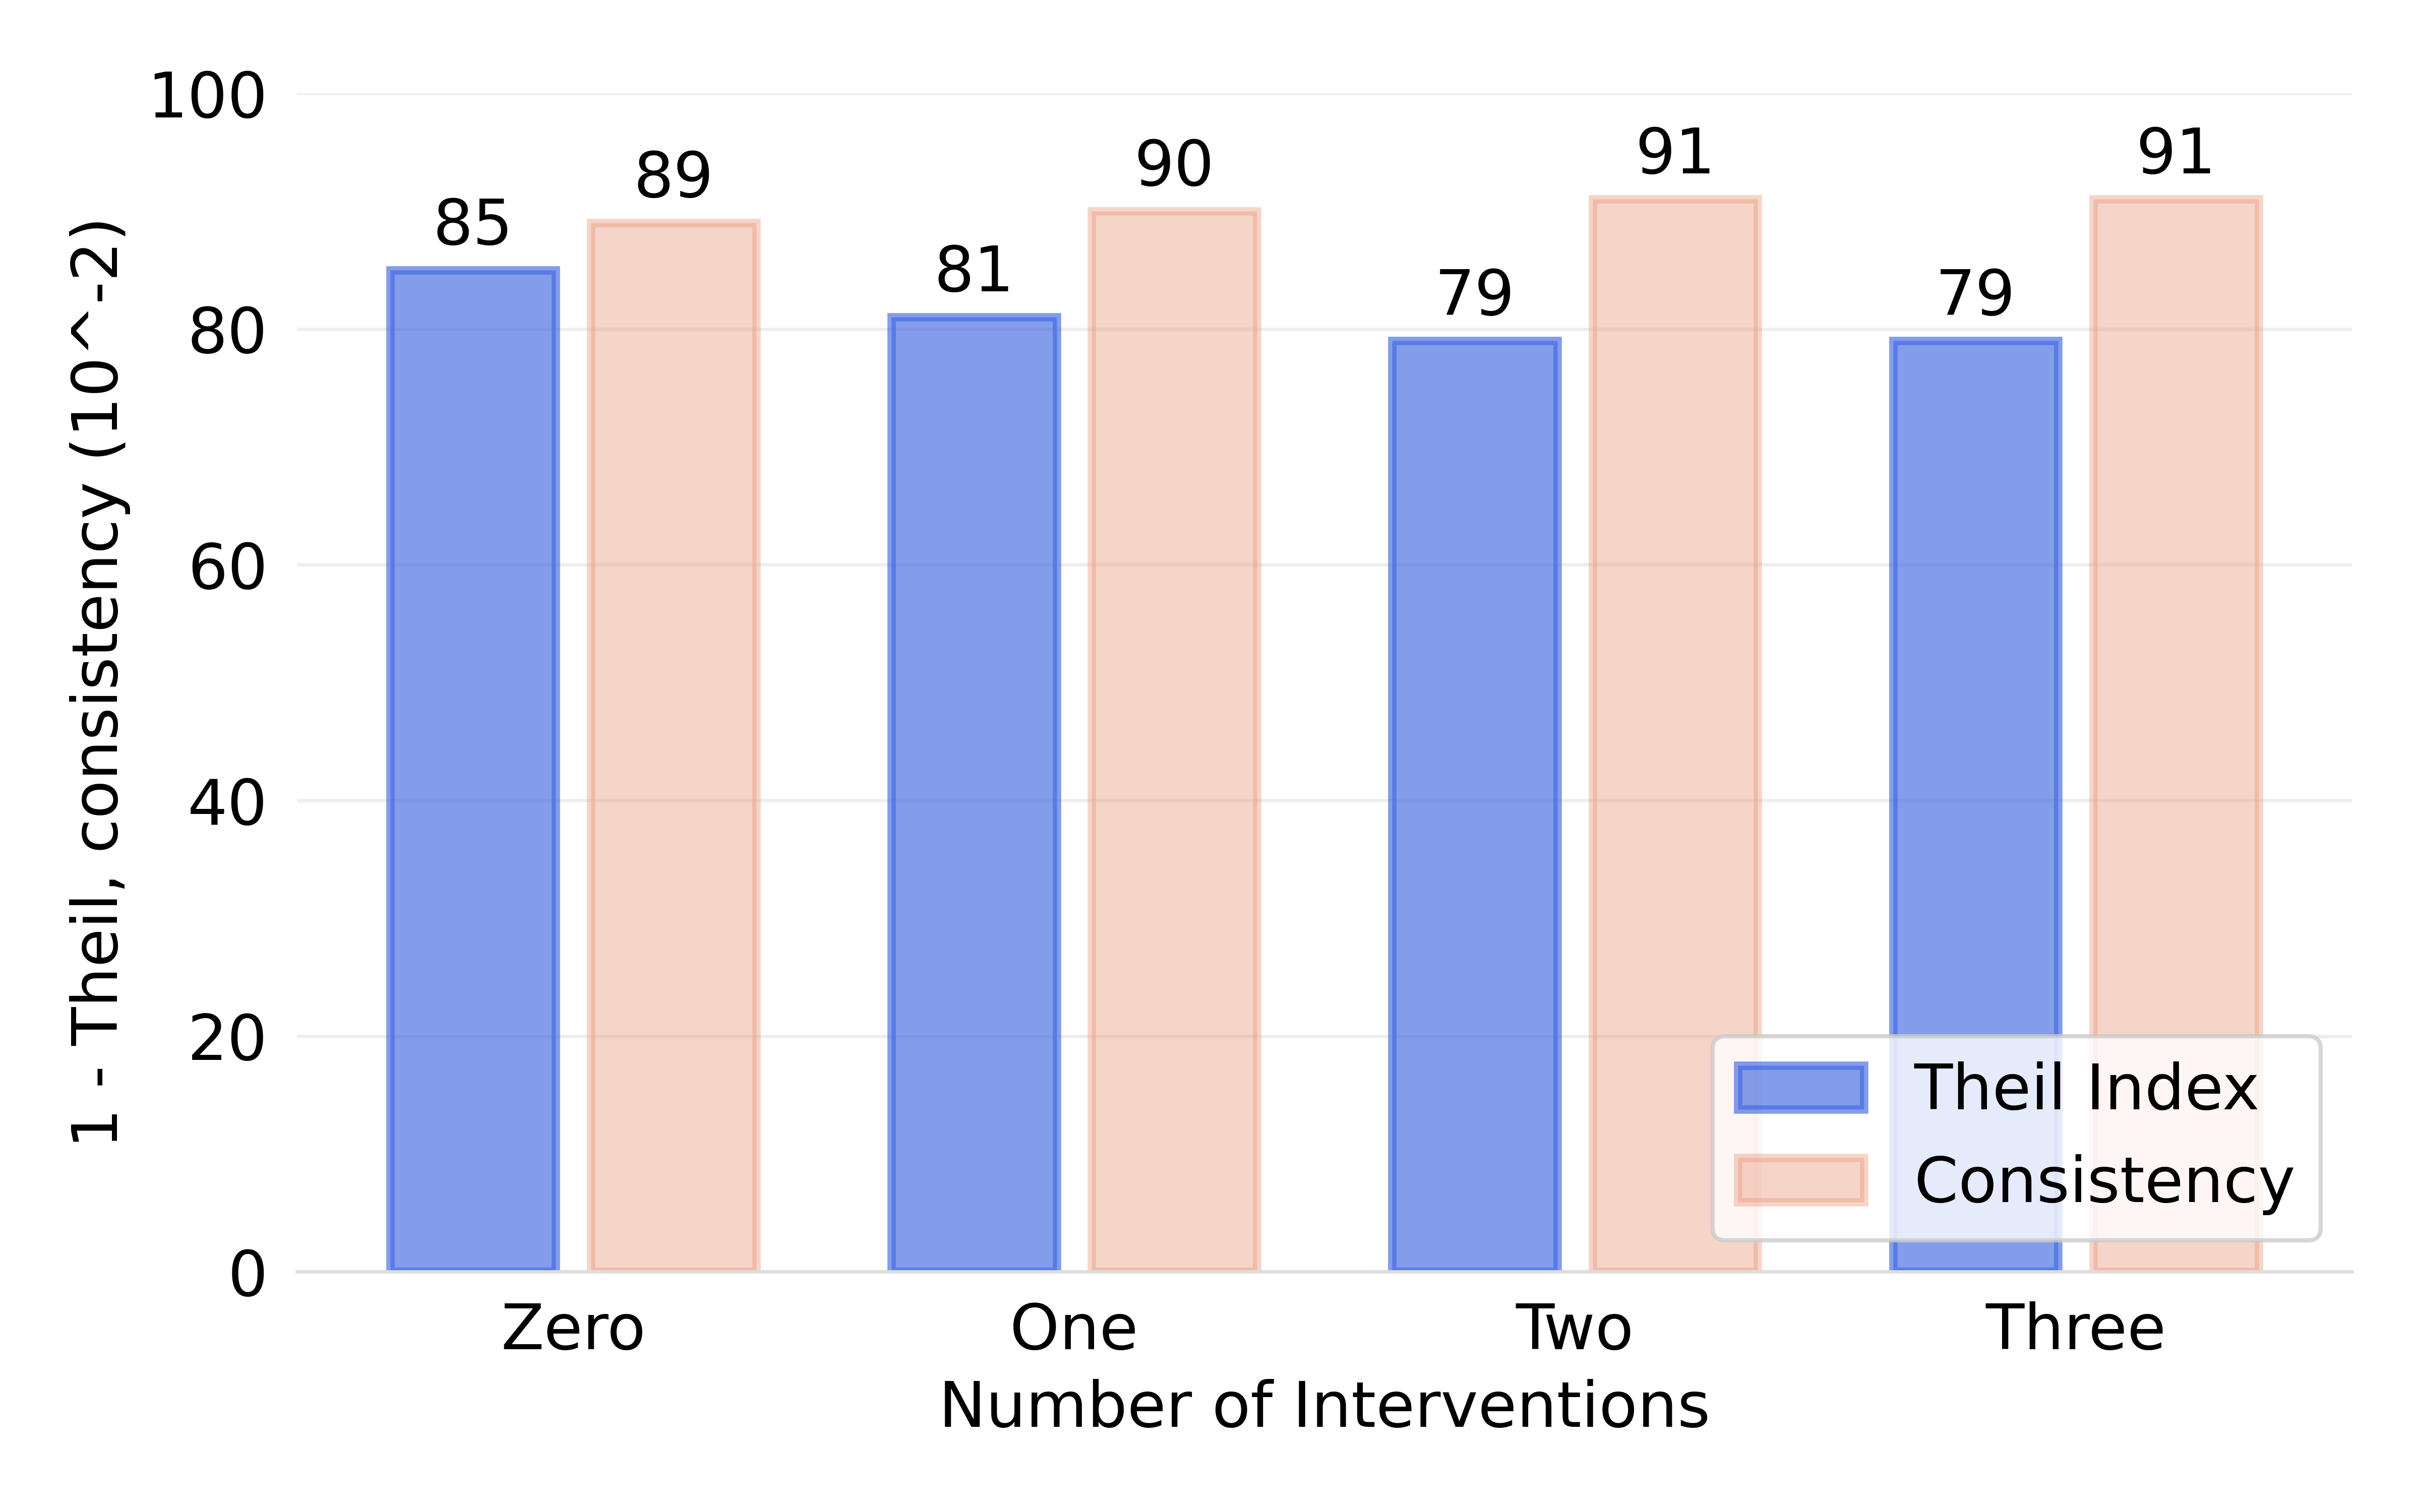 1 - Theil, consistency (10^-2)
100
80
60
40
20
0
85
89
81
90
79
91
79
91
Theil Index
Consistency
Zero
One
Two
Three
Number of Interventions